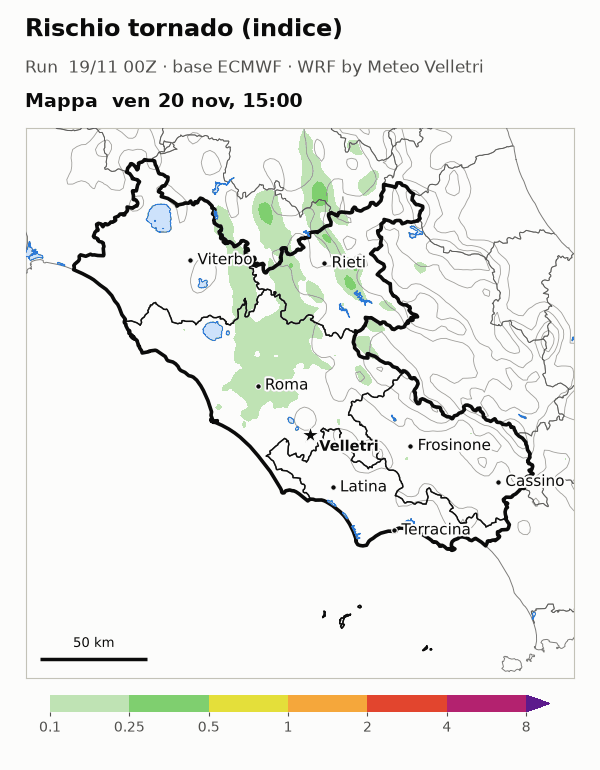 Rischio tornado (indice)
Run  19/11 00Z · base ECMWF · WRF by Meteo Velletri
Mappa  ven 20 nov, 15:00
Viterbo
Rieti
Roma
Velletri
Frosinone
Cassino
Latina
Terracina
50 km
0.1 0.25 0.5 1 2 4 8